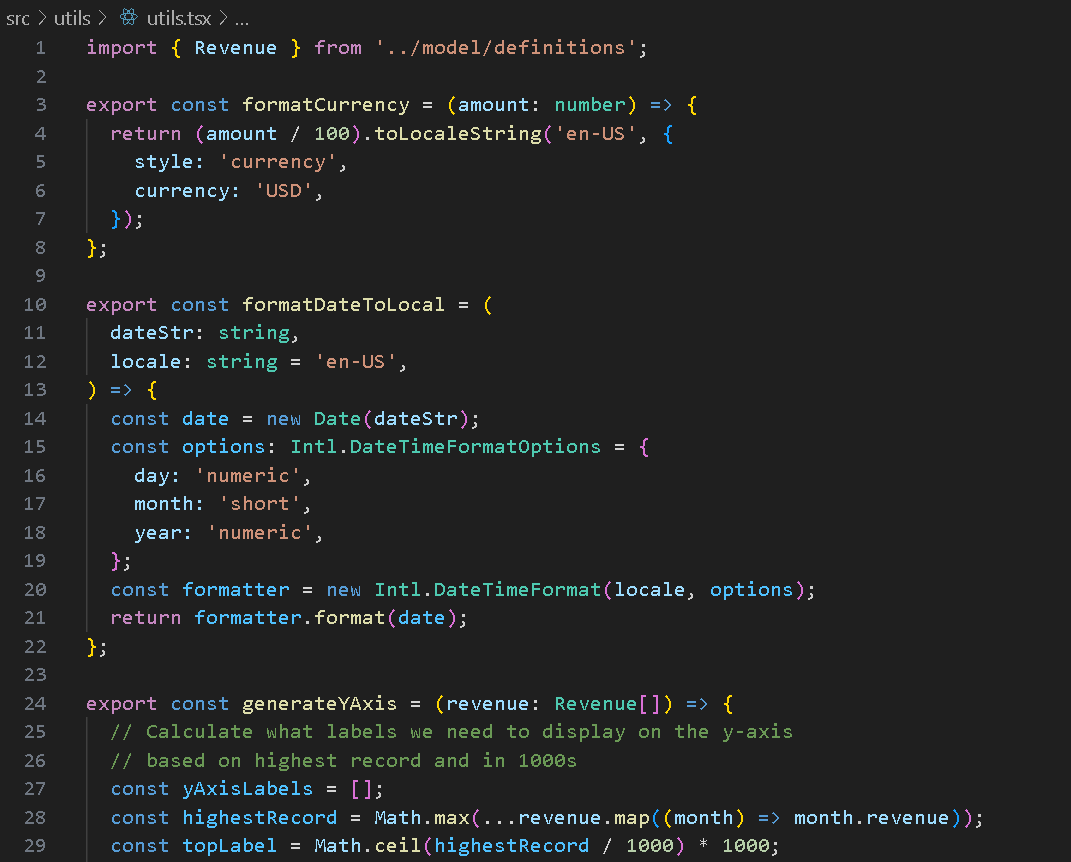 src > utils > utils.tsx > ...
1 import { Revenue } from '../model/definitions';
2
3 export const formatCurrency = (amount: number) => {
4   return (amount / 100).toLocaleString('en-US', {
5     style: 'currency',
6     currency: 'USD',
7   });
8 };
9
10 export const formatDateToLocal = (
11   dateStr: string,
12   locale: string = 'en-US',
13 ) => {
14   const date = new Date(dateStr);
15   const options: Intl.DateTimeFormatOptions = {
16     day: 'numeric',
17     month: 'short',
18     year: 'numeric',
19   };
20   const formatter = new Intl.DateTimeFormat(locale, options);
21   return formatter.format(date);
22 };
23
24 export const generateYAxis = (revenue: Revenue[]) => {
25   // Calculate what labels we need to display on the y-axis
26   // based on highest record and in 1000s
27   const yAxisLabels = [];
28   const highestRecord = Math.max(...revenue.map((month) => month.revenue));
29   const topLabel = Math.ceil(highestRecord / 1000) * 1000;